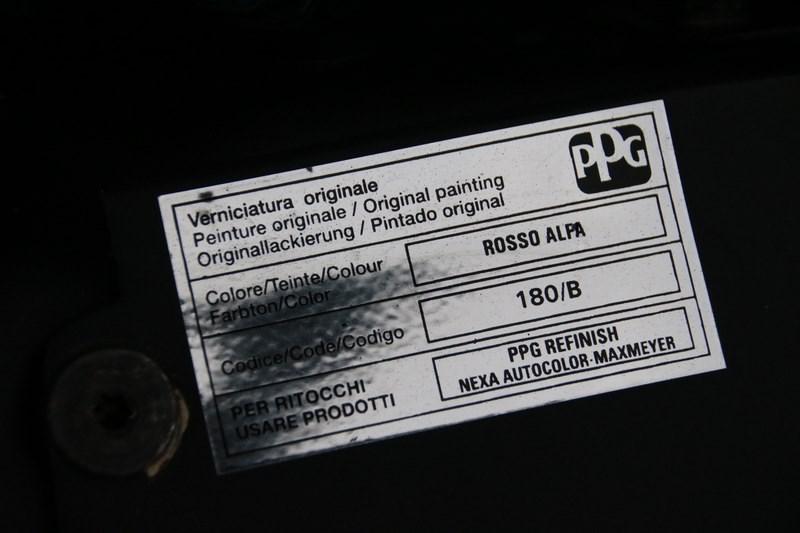 PPG
Verniciatura originale
Peinture originale / Original painting
Originallackierung / Pintado original
Colore/Teinte/Colour
Farbton/Color
ROSSO ALFA
Codice/Code/Codigo
180/B
PER RITOCCHI
USARE PRODOTTI
PPG REFINISH
NEXA AUTOCOLOR-MAXMEYER